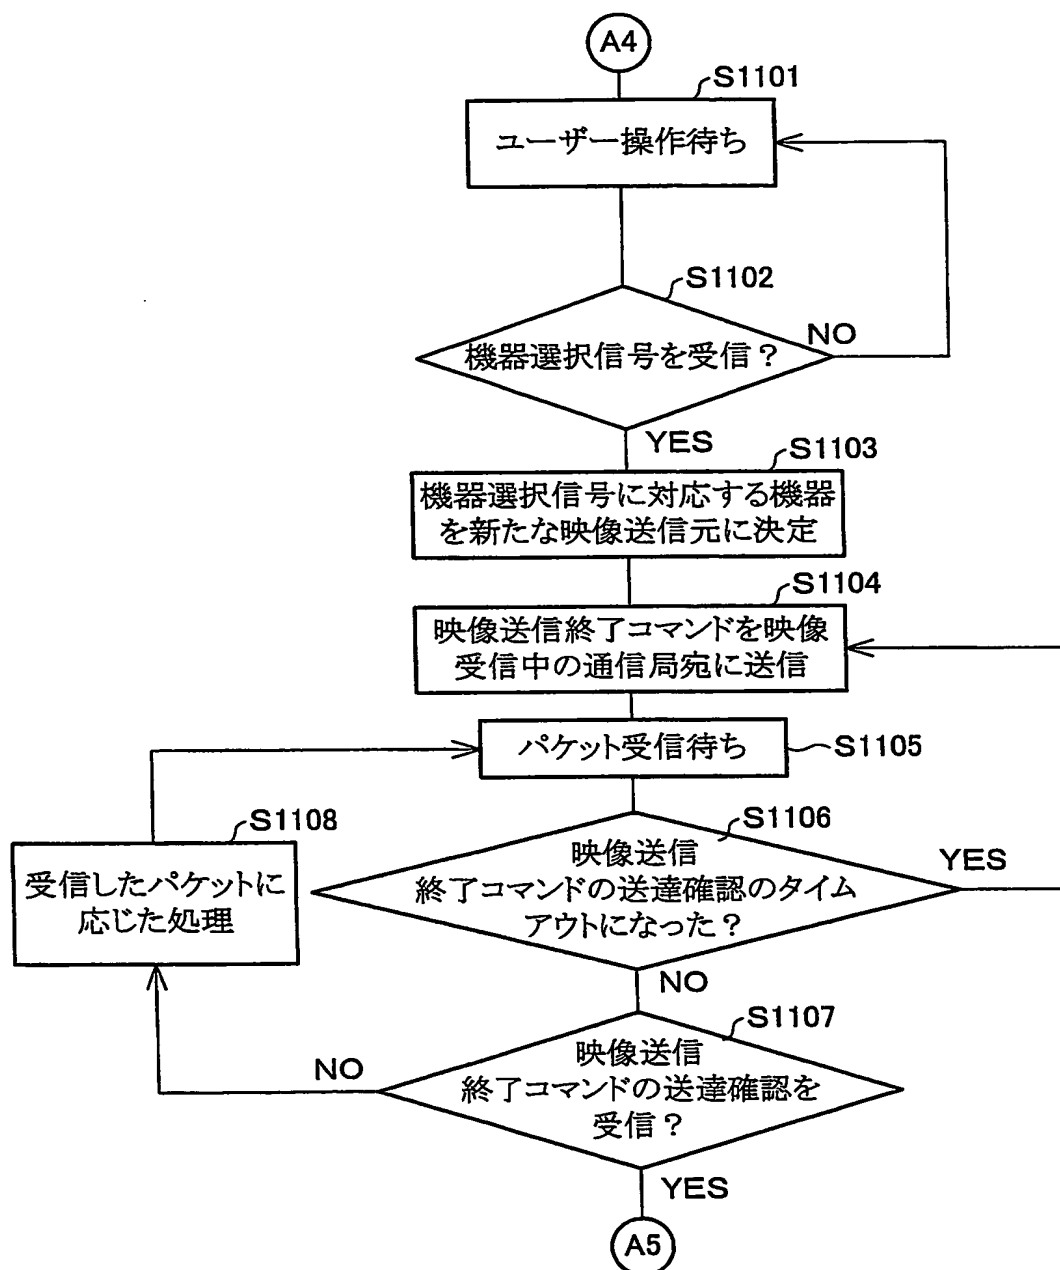 A4
S1101
ユーザー操作待ち
S1102
機器選択信号を受信？
NO
YES
S1103
機器選択信号に対応する機器
を新たな映像送信元に決定
S1104
映像送信終了コマンドを映像
受信中の通信局宛に送信
パケット受信待ち
S1105
S1108
受信したパケットに
応じた処理
S1106
映像送信
終了コマンドの送達確認のタイム
アウトになった？
YES
NO
S1107
映像送信
終了コマンドの送達確認を
受信？
NO
YES
A5